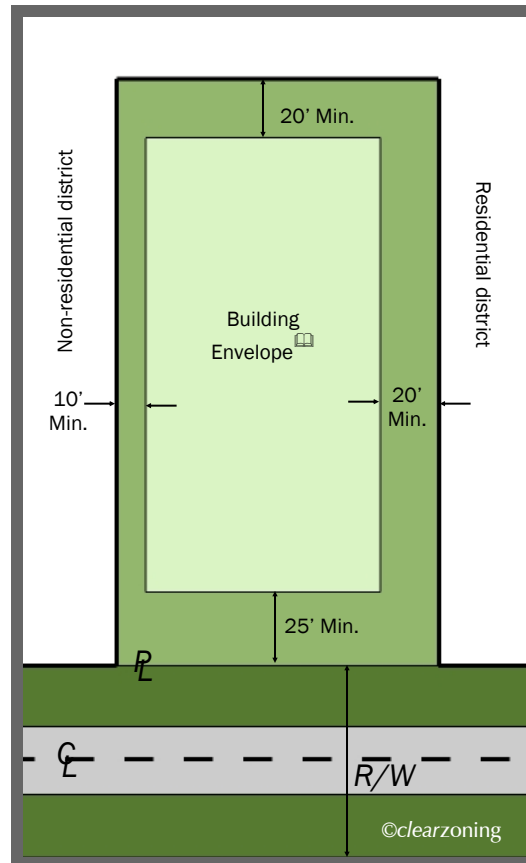 20’ Min.
Non-residential district
Residential district
Building
Envelope
10’
Min.
20’
Min.
25’ Min.
PL
CL
R/W
©clearzoning